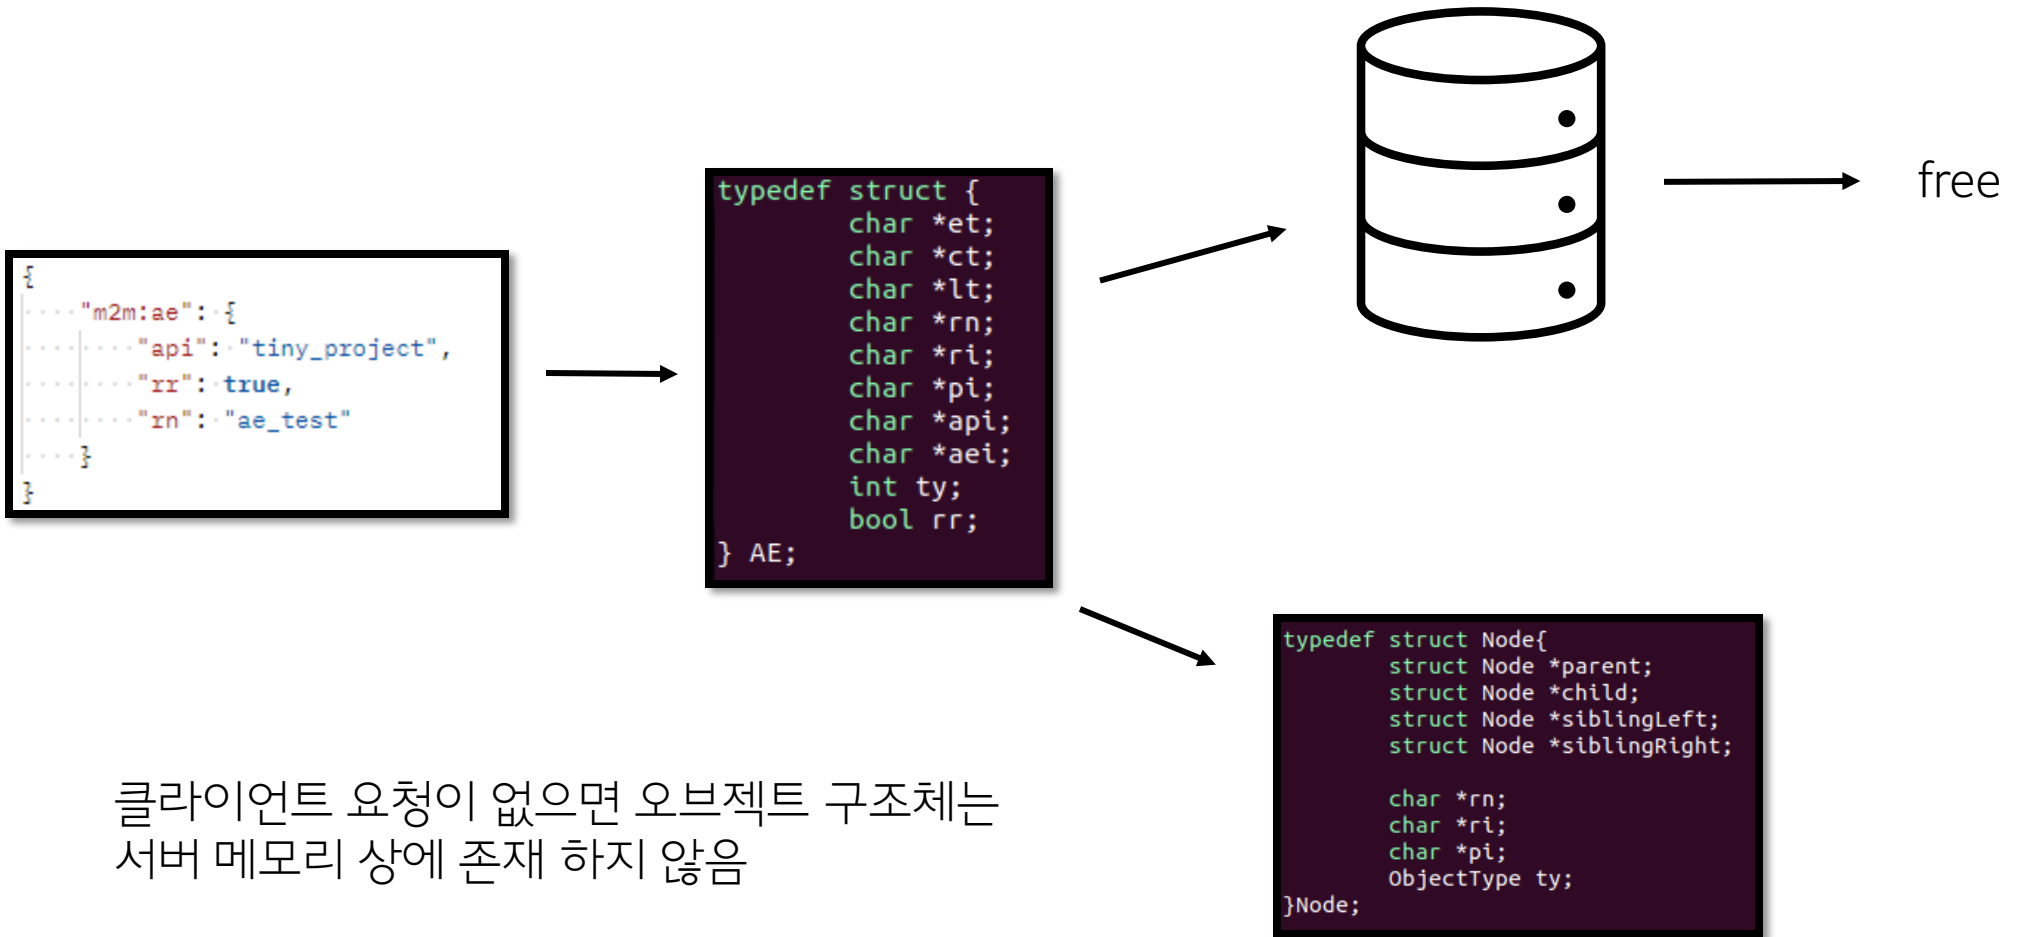 {
"m2m:ae": {
"api": "tiny_project",
"rr": true,
"rn": "ae_test"
}
}
typedef struct {
char *et;
char *ct;
char *lt;
char *rn;
char *ri;
char *pi;
char *api;
char *aei;
int ty;
bool rr;
} AE;
free
typedef struct Node{
struct Node *parent;
struct Node *child;
struct Node *siblingLeft;
struct Node *siblingRight;
char *rn;
char *ri;
char *pi;
ObjectType ty;
}Node;
클라이언트 요청이 없으면 오브젝트 구조체는
서버 메모리 상에 존재 하지 않음